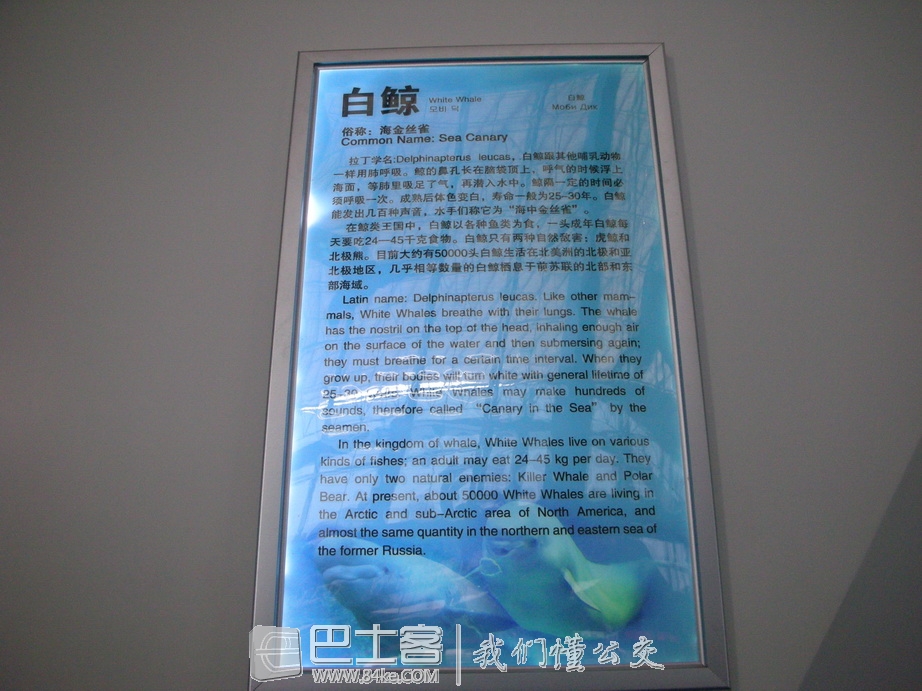 白鲸 White Whale 白鯨
모비 딕 Моби Дик
俗称：海金丝雀
Common Name: Sea Canary
拉丁学名:Delphinapterus leucas，白鲸跟其他哺乳动物
一样用肺呼吸。鲸的鼻孔长在脑袋顶上，呼气的时候浮上
海面，等肺里吸足了气，再潜入水中。鲸隔一定的时间必
须呼吸一次。成熟后体色变白，寿命一般为25–30年。白鲸
能发出几百种声音，水手们称它为“海中金丝雀”。
在鲸类王国中，白鲸以各种鱼类为食，一头成年白鲸每
天要吃24—45千克食物。白鲸只有两种自然敌害：虎鲸和
北极熊。目前大约有50000头白鲸生活在北美洲的北极和亚
北极地区，几乎相等数量的白鲸栖息于前苏联的北部和东
部海域。
Latin name: Delphinapterus leucas. Like other mam–
mals, White Whales breathe with their lungs. The whale
has the nostril on the top of the head, inhaling enough air
on the surface of the water and then submersing again;
they must breathe for a certain time interval. When they
grow up, their bodies will turn white with general lifetime of
25–30 years. White Whales may make hundreds of
sounds, therefore called “Canary in the Sea” by the
seamen.
In the kingdom of whale, White Whales live on various
kinds of fishes; an adult may eat 24–45 kg per day. They
have only two natural enemies: Killer Whale and Polar
Bear. At present, about 50000 White Whales are living in
the Arctic and sub–Arctic area of North America, and
almost the same quantity in the northern and eastern sea of
the former Russia.
巴士客 我们懂公交
www.84ke.com